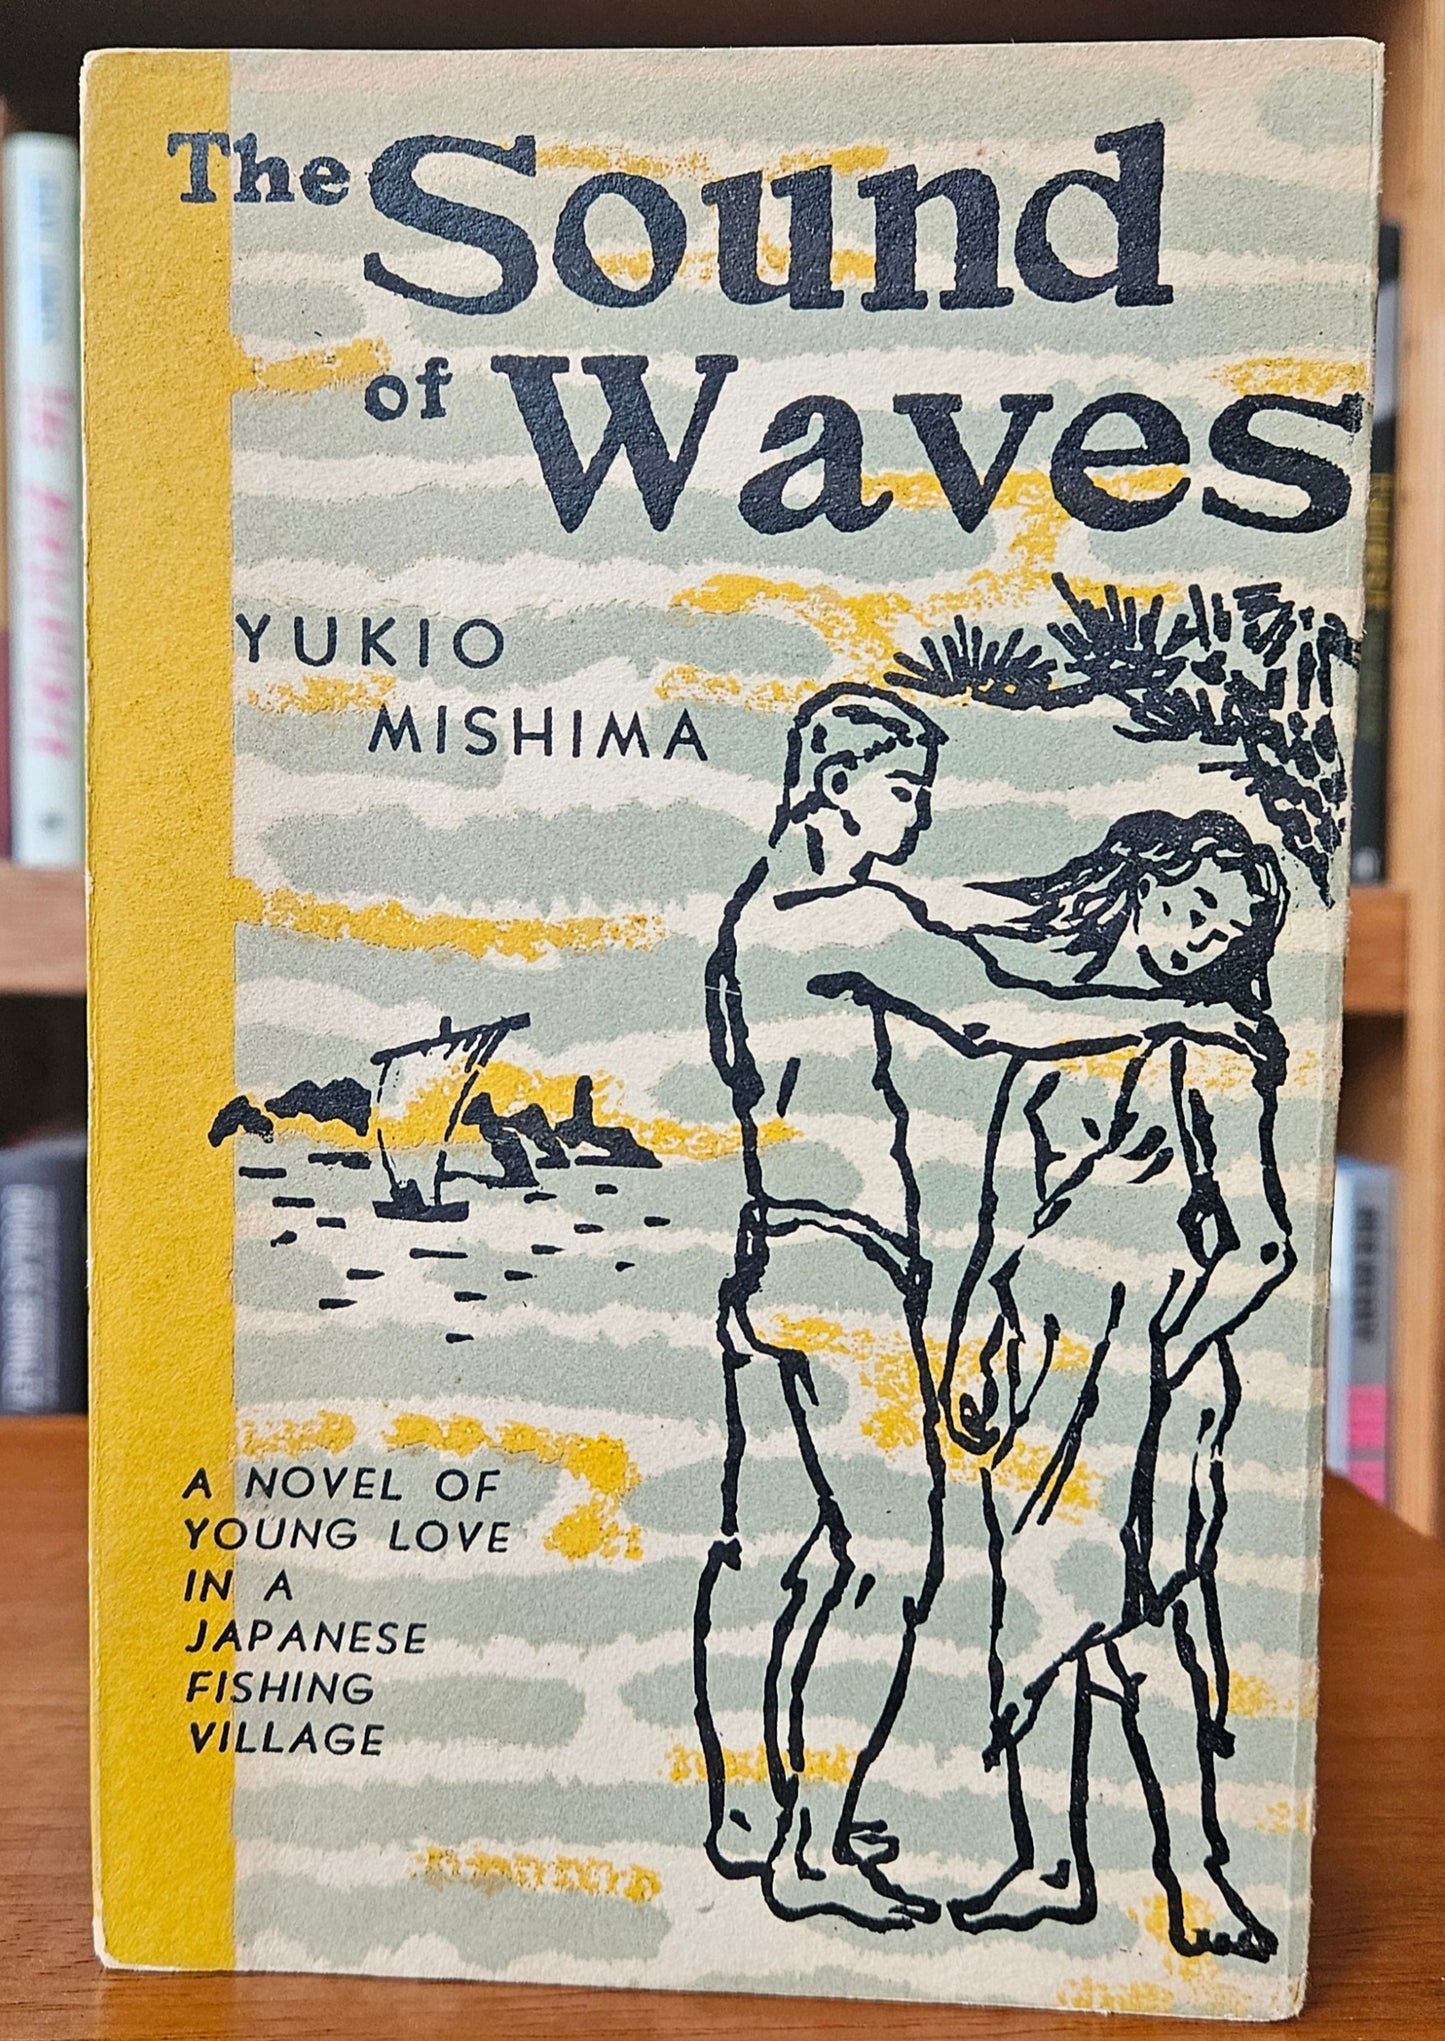 The Sound
of Waves
YUKIO
MISHIMA
A NOVEL OF
YOUNG LOVE
IN A
JAPANESE
FISHING
VILLAGE